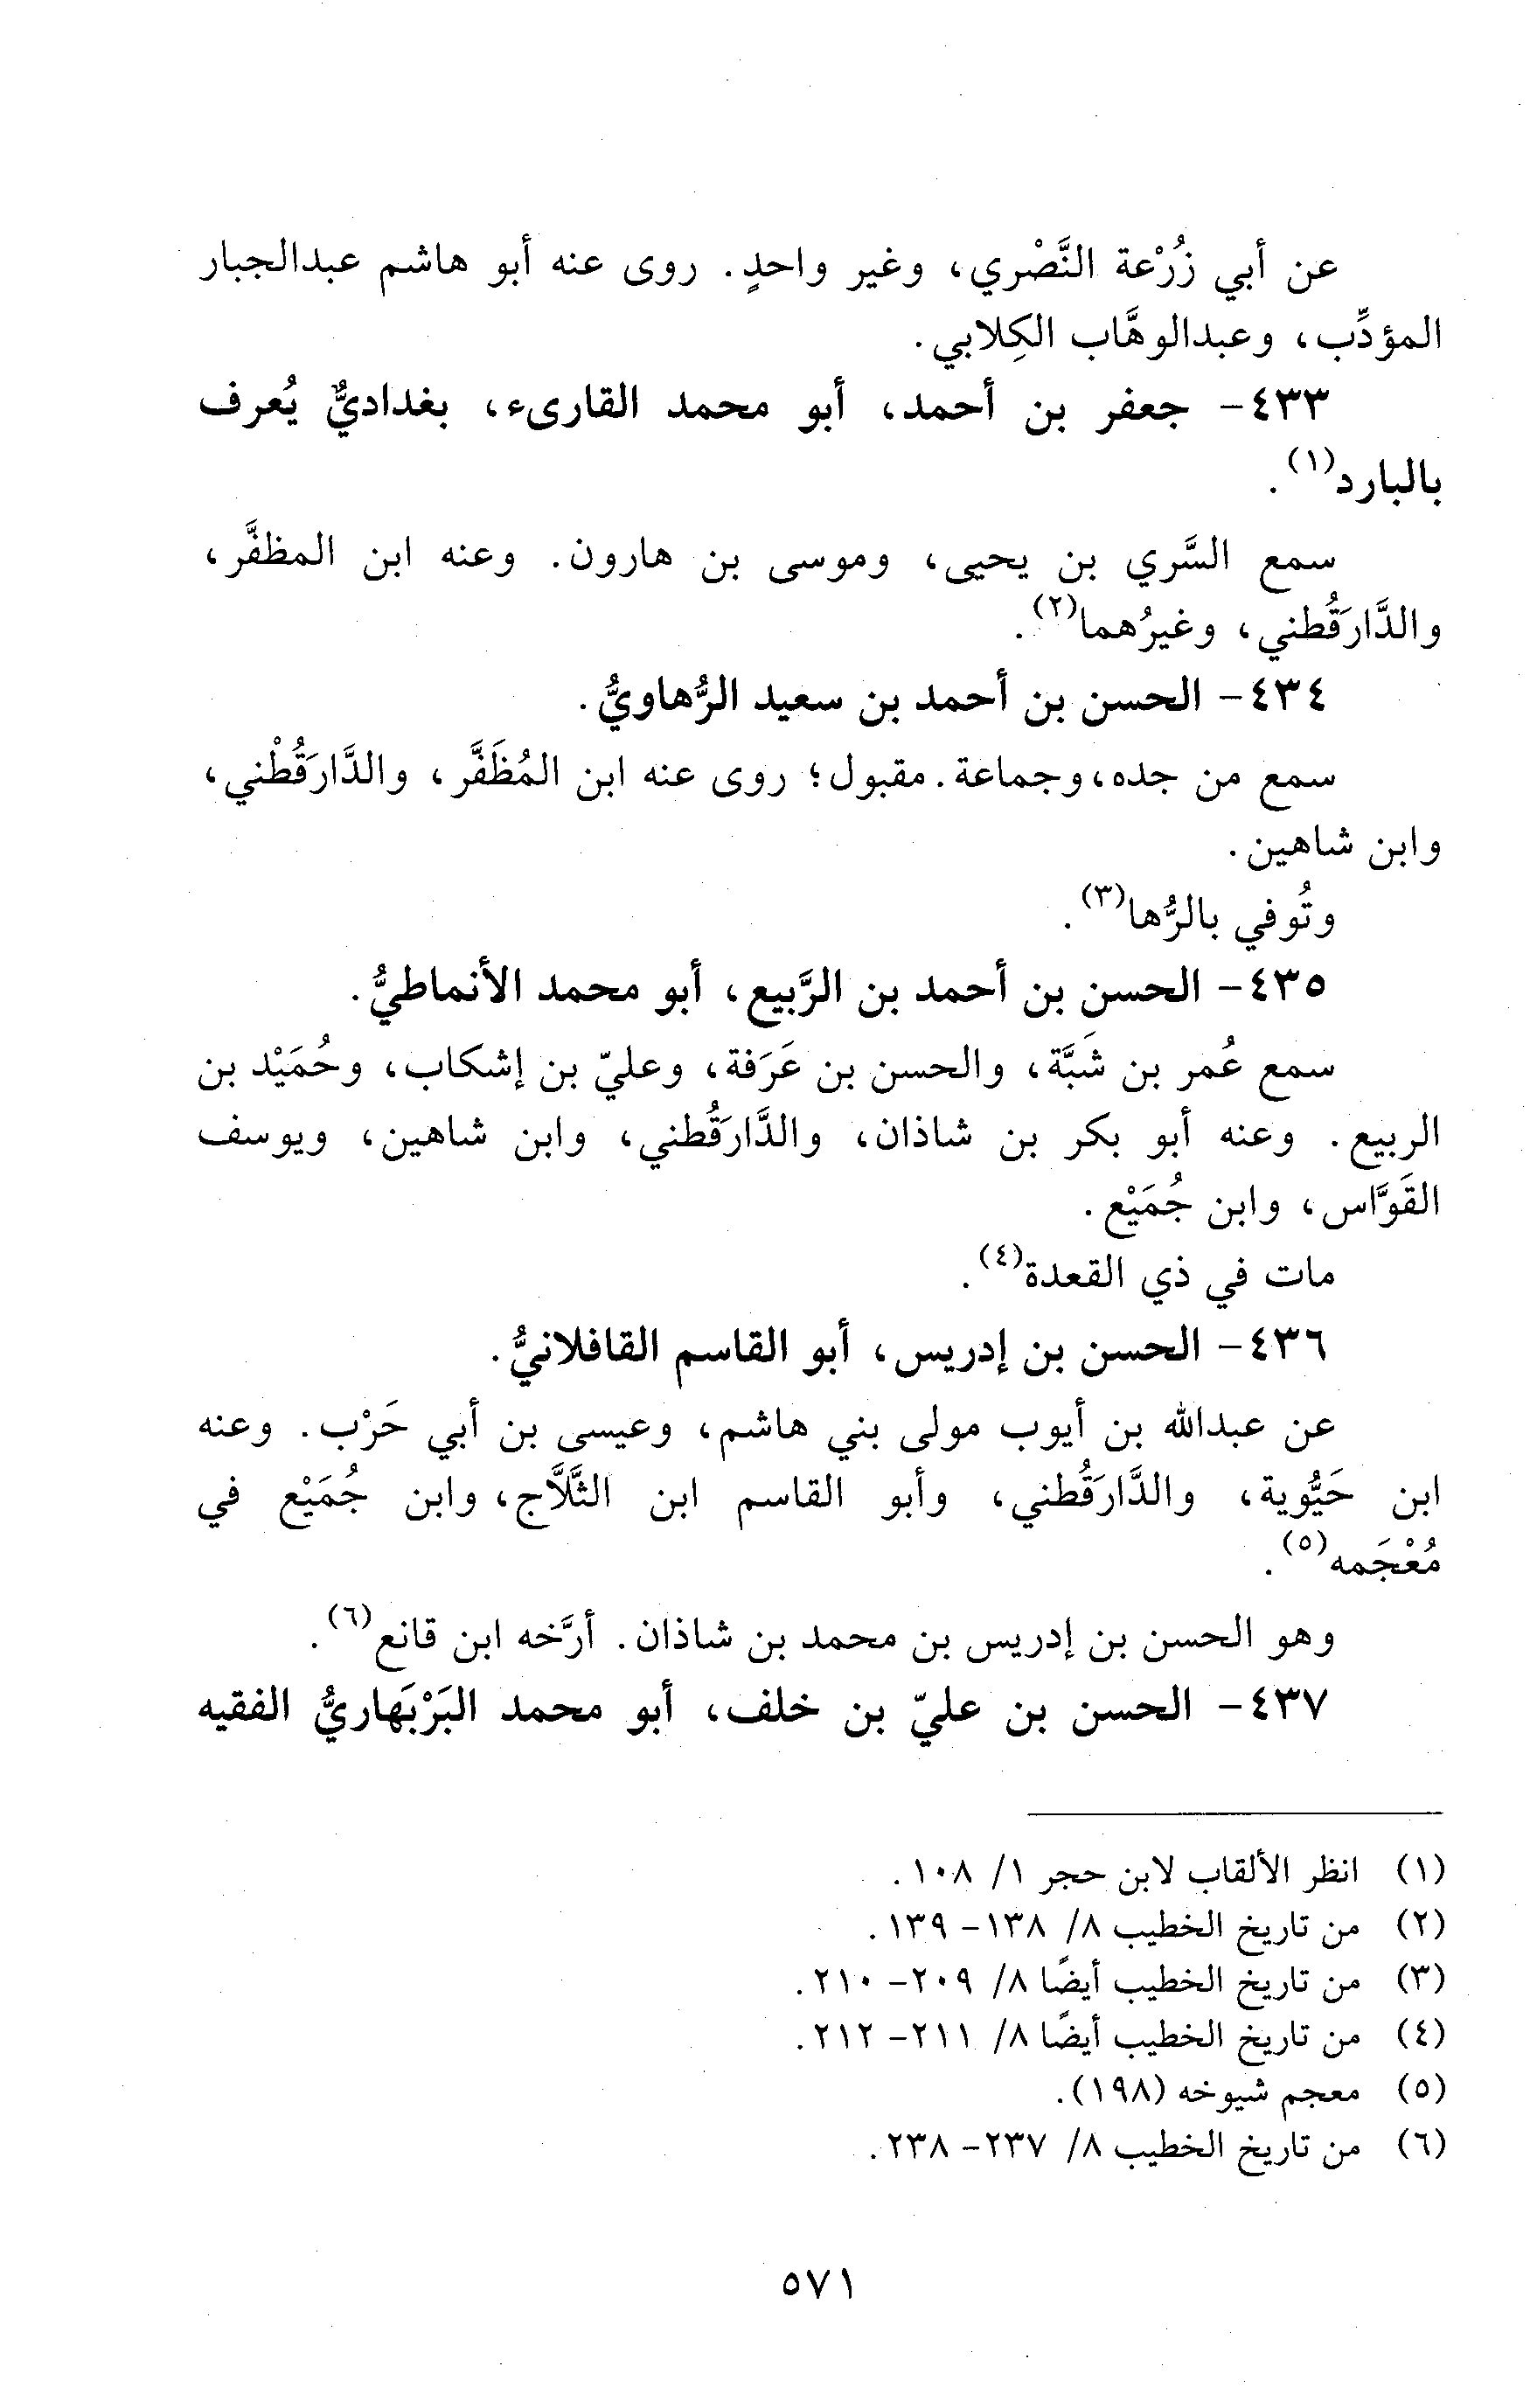 عن أبي زُرْعة النَّصْري، وغير واحدٍ. روى عنه أبو هاشم عبدالجبار
المؤدِّب، وعبدالوهَّاب الكِلابي.
٤٣٣- جعفر بن أحمد، أبو محمد القارىء، بغداديٌّ يُعرف
بالبارد(١).
سمع السَّري بن يحيى، وموسى بن هارون. وعنه ابن المظفَّر،
والدَّارَقُطني، وغيرُهما(٢).
٤٣٤- الحسن بن أحمد بن سعيد الرُّهاويُّ.
سمع من جده، وجماعة. مقبول؛ روى عنه ابن المُظَفَّر، والدَّارَقُطْني،
وابن شاهين.
وتُوفي بالرُّها(٣).
٤٣٥- الحسن بن أحمد بن الرَّبيع، أبو محمد الأنماطيُّ.
سمع عُمر بن شَبَّة، والحسن بن عَرَفة، وعليّ بن إشكاب، وحُمَيْد بن
الربيع. وعنه أبو بكر بن شاذان، والدَّارَقُطني، وابن شاهين، ويوسف
القَوَّاس، وابن جُمَيْع.
مات في ذي القعدة(٤).
٤٣٦- الحسن بن إدريس، أبو القاسم القافلانيُّ.
عن عبدالله بن أيوب مولى بني هاشم، وعيسى بن أبي حَرْب. وعنه
ابن حَيُّوية، والدَّارَقُطني، وأبو القاسم ابن الثَّلَّاج، وابن جُمَيْع في
مُعْجَمه(٥).
وهو الحسن بن إدريس بن محمد بن شاذان. أرَّخه ابن قانع(٦).
٤٣٧- الحسن بن عليّ بن خلف، أبو محمد البَرْبَهاريُّ الفقيه
(١) انظر الألقاب لابن حجر ١/ ١٠٨.
(٢) من تاريخ الخطيب ٨/ ١٣٨- ١٣٩.
(٣) من تاريخ الخطيب أيضًا ٨/ ٢٠٩- ٢١٠.
(٤) من تاريخ الخطيب أيضًا ٨/ ٢١١- ٢١٢.
(٥) معجم شيوخه (١٩٨).
(٦) من تاريخ الخطيب ٨/ ٢٣٧- ٢٣٨.
٥٧١